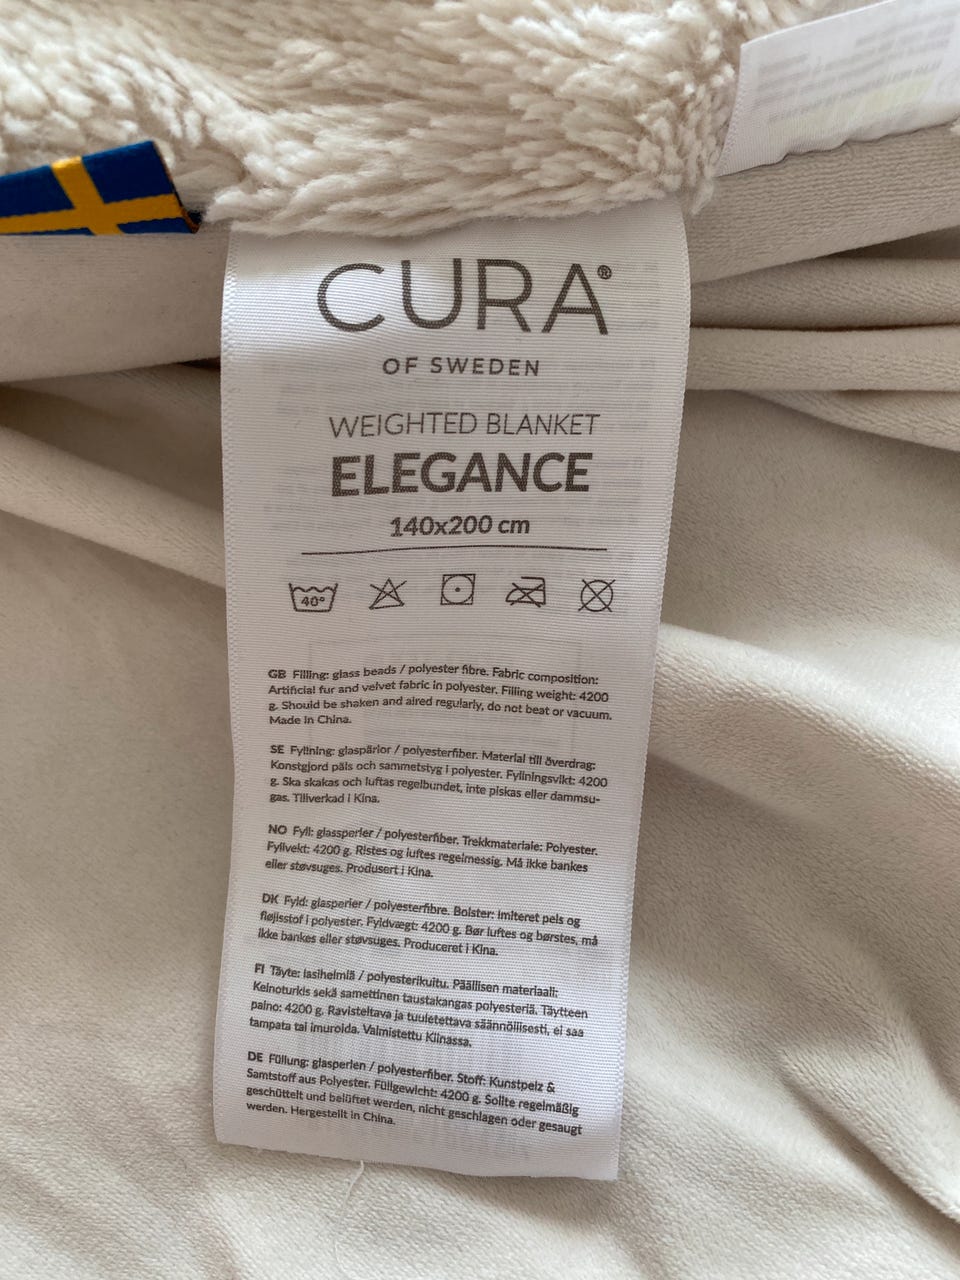 CURA®
OF SWEDEN
WEIGHTED BLANKET
ELEGANCE
140x200 cm
40°
GB Filling: glass beads / polyester fibre. Fabric composition:
Artificial fur and velvet fabric in polyester. Filling weight: 4200
g. Should be shaken and aired regularly, do not beat or vacuum.
Made in China.
SE Fyllning: glaspärlor / polyesterfiber. Material till överdrag:
Konstgjord päls och sammetstyg i polyester. Fyllningsvikt: 4200
g. Ska skakas och luftas regelbundet, inte piskas eller dammsu-
gas. Tillverkad i Kina.
NO Fyll: glassperler / polyesterfiber. Trekkmateriale: Polyester.
Fyllvekt: 4200 g. Ristes og luftes regelmessig. Må ikke bankes
eller støvsuges. Produsert i Kina.
DK Fyld: glasperler / polyesterfibre. Bolster: Imiteret pels og
fløjlsstof i polyester. Fyldvægt: 4200 g. Bør luftes og børstes, må
ikke bankes eller støvsuges. Produceret i Kina.
FI Täyte: lasihelmiä / polyesterikuitu. Päällisen materiaali:
Keinoturkis sekä samettinen taustakangas polyesteriä. Täytteen
paino: 4200 g. Ravisteltava ja tuuletettava säännöllisesti, ei saa
tampata tai imuroida. Valmistettu Kiinassa.
DE Füllung: glasperlen / polyesterfiber. Stoff: Kunstpelz &
Samtstoff aus Polyester. Füllgewicht: 4200 g. Sollte regelmäßig
geschüttelt und belüftet werden, nicht geschlagen oder gesaugt
werden. Hergestellt in China.